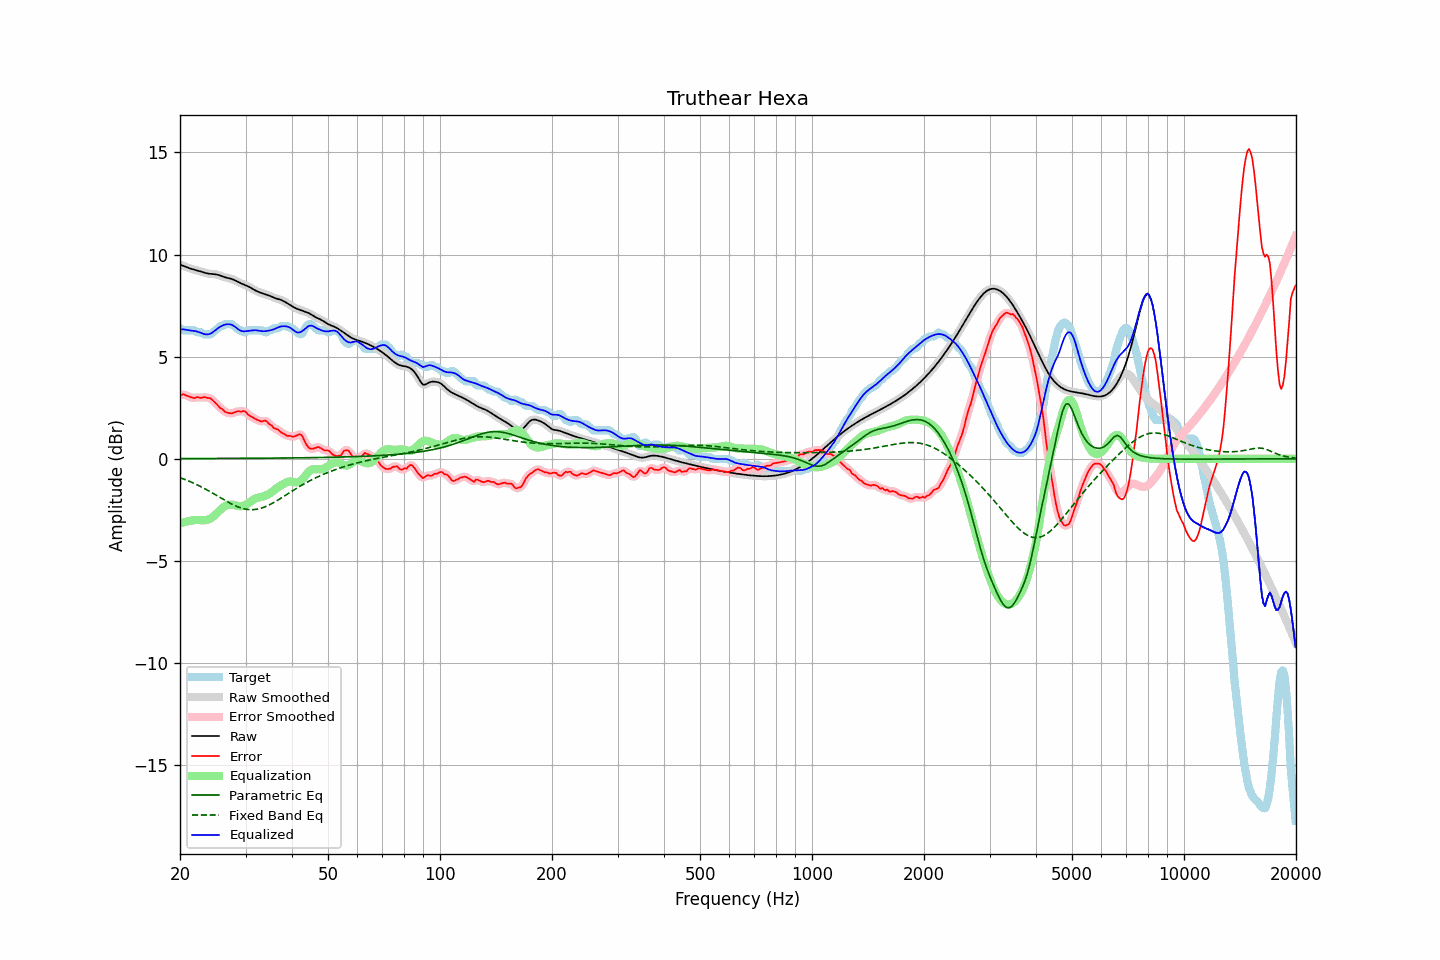 Truthear Hexa
Amplitude (dBr)
15
10
5
0
−5
−10
−15
Target
Raw Smoothed
Error Smoothed
Raw
Error
Equalization
Parametric Eq
Fixed Band Eq
Equalized
20 50 100 200 500 1000 2000 5000 10000 20000
Frequency (Hz)